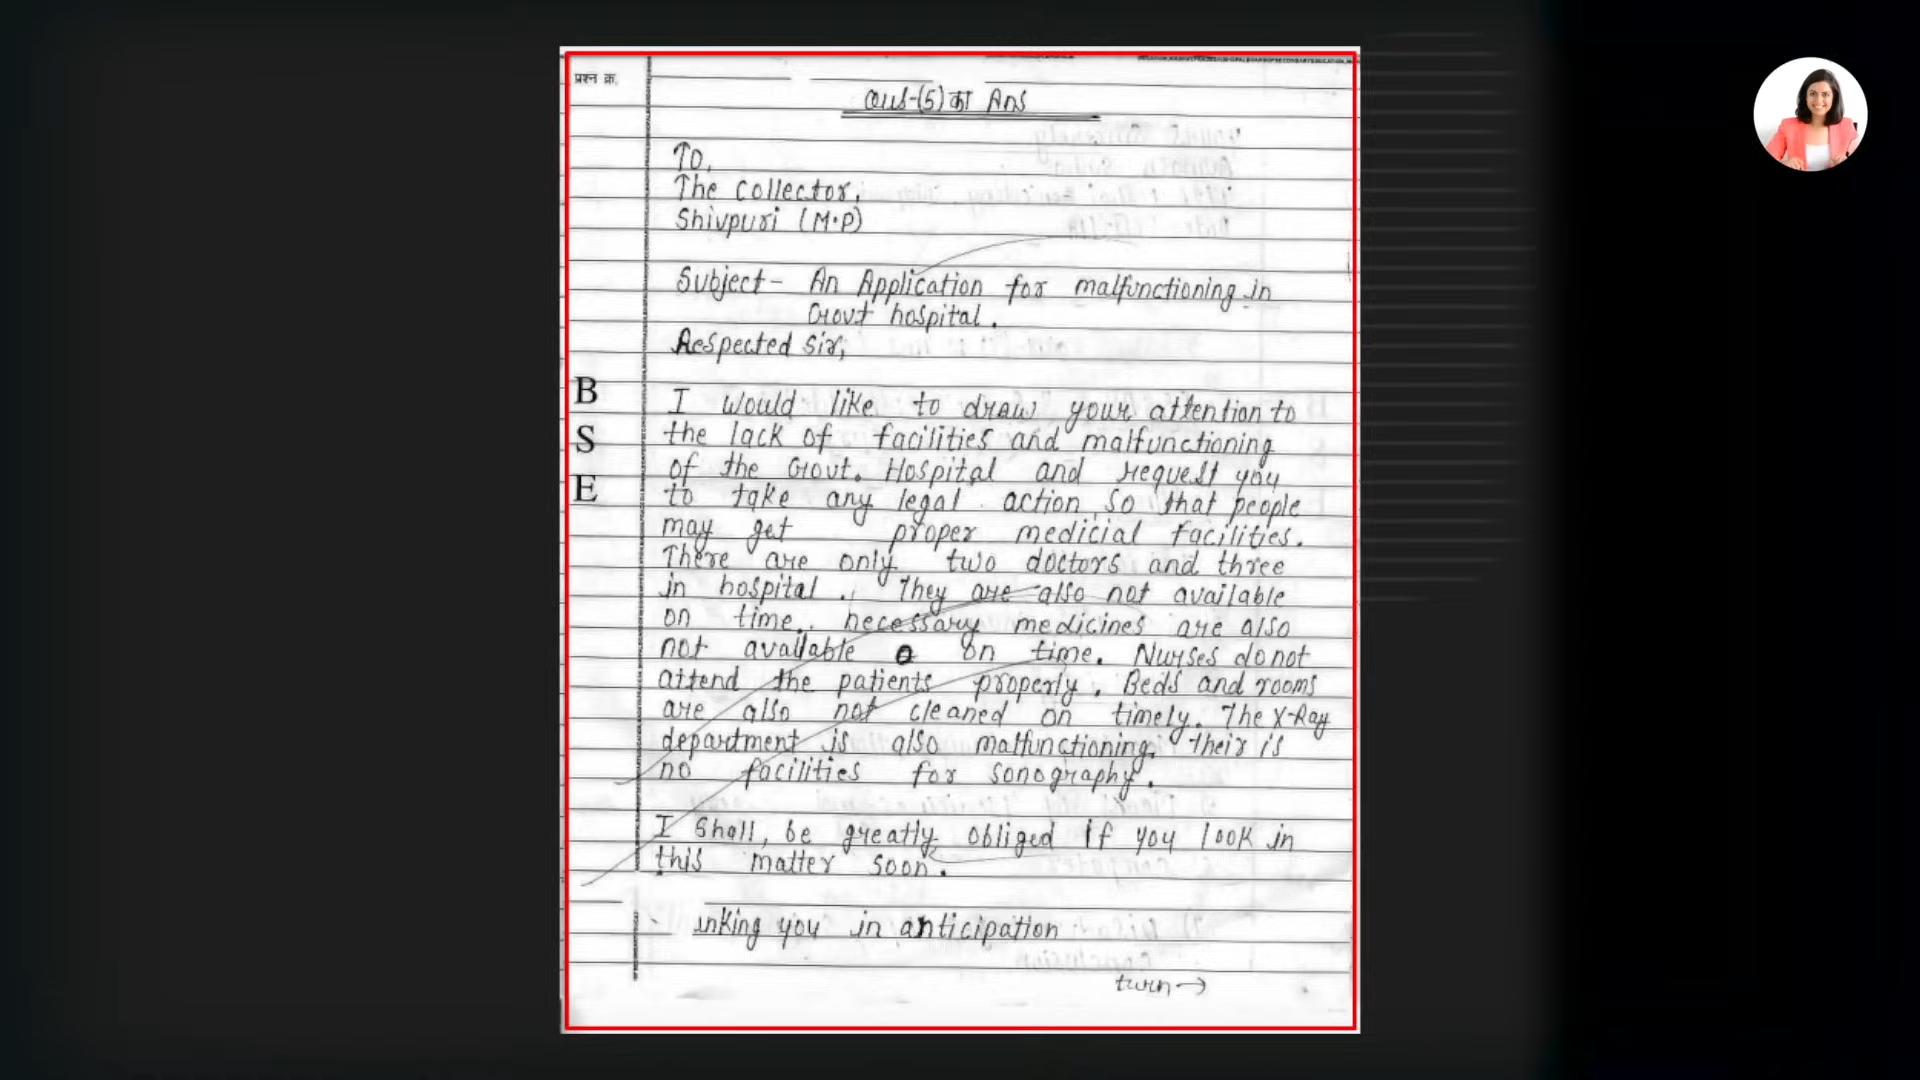 प्रश्न क्र.
Ques-(5) का Ans
To,
The Collector,
Shivpuri (M.P)
Subject- An Application for malfunctioning in
Govt hospital.
Respected Sir,
B
S
E
I would like to draw your attention to
the lack of facilities and malfunctioning
of the Govt. Hospital and request you
to take any legal action, so that people
may get proper medicial facilities.
There are only two doctors and three
in hospital. They are also not available
on time.. necessary medicines are also
not available on time. Nurses do not
attend the patients properly. Beds and rooms
are also not cleaned on timely. The X-Ray
department is also malfunctioning. Their is
no facilities for sonography.
I shall, be greatly obliged if you look in
this matter soon.
inking you in anticipation
turn→